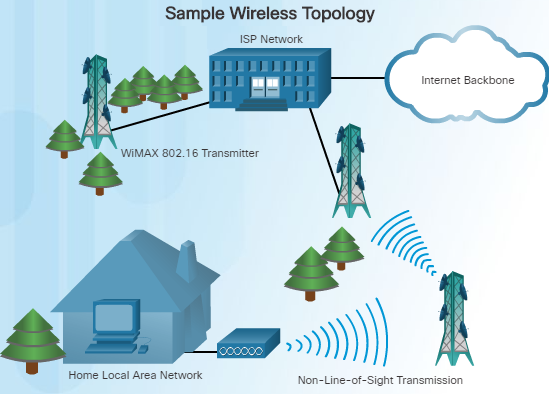 Sample Wireless Topology
ISP Network
Internet Backbone
WiMAX 802.16 Transmitter
Home Local Area Network
Non-Line-of-Sight Transmission